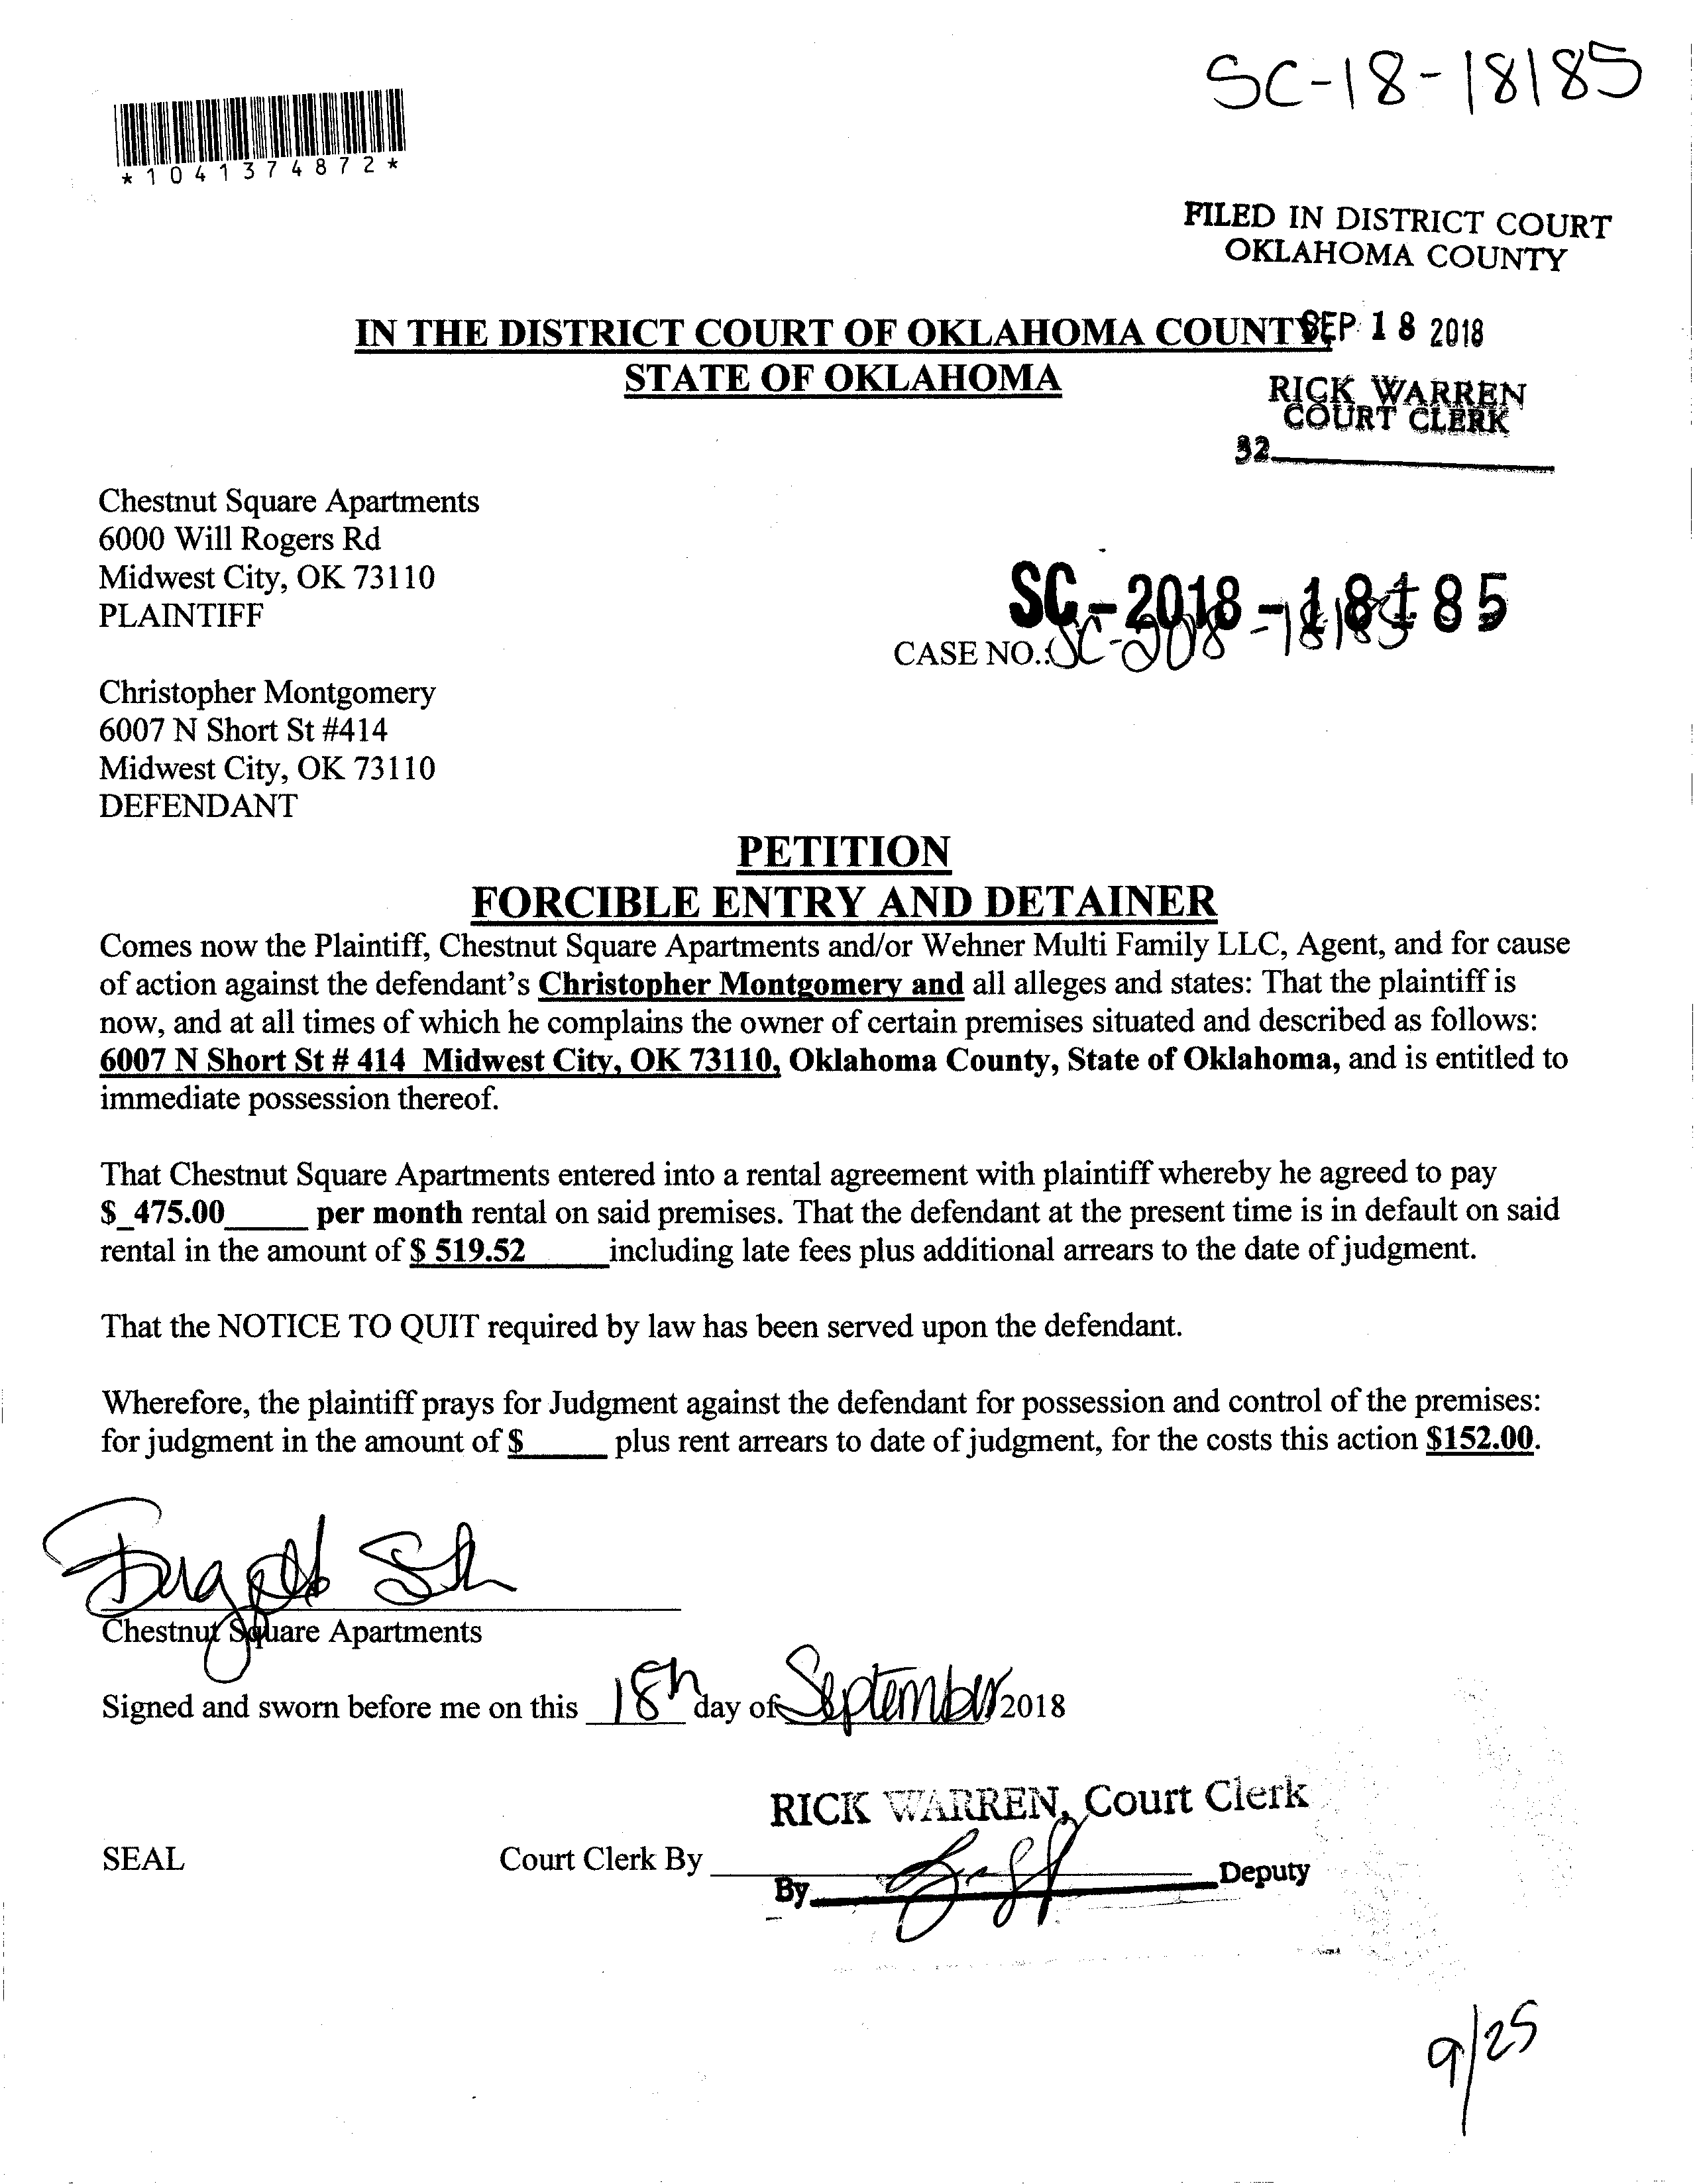 SC-18-18185
*1041374872*
FILED IN DISTRICT COURT
OKLAHOMA COUNTY
IN THE DISTRICT COURT OF OKLAHOMA COUNTY
SEP 18 2018
STATE OF OKLAHOMA
RICK WARREN
COURT CLERK
32
Chestnut Square Apartments
6000 Will Rogers Rd
Midwest City, OK 73110
PLAINTIFF
SC-2018-18185
CASE NO.: SC-208-18185
Christopher Montgomery
6007 N Short St #414
Midwest City, OK 73110
DEFENDANT
PETITION
FORCIBLE ENTRY AND DETAINER
Comes now the Plaintiff, Chestnut Square Apartments and/or Wehner Multi Family LLC, Agent, and for cause
of action against the defendant's Christopher Montgomery and all alleges and states: That the plaintiff is
now, and at all times of which he complains the owner of certain premises situated and described as follows:
6007 N Short St # 414 Midwest City, OK 73110, Oklahoma County, State of Oklahoma, and is entitled to
immediate possession thereof.
That Chestnut Square Apartments entered into a rental agreement with plaintiff whereby he agreed to pay
$_475.00_____ per month rental on said premises. That the defendant at the present time is in default on said
rental in the amount of $ 519.52 _____including late fees plus additional arrears to the date of judgment.
That the NOTICE TO QUIT required by law has been served upon the defendant.
Wherefore, the plaintiff prays for Judgment against the defendant for possession and control of the premises:
for judgment in the amount of $_____ plus rent arrears to date of judgment, for the costs this action $152.00.
Chestnut Square Apartments
Signed and sworn before me on this 18th day of September 2018
RICK WARREN, Court Clerk
SEAL Court Clerk By
By Deputy
9/25